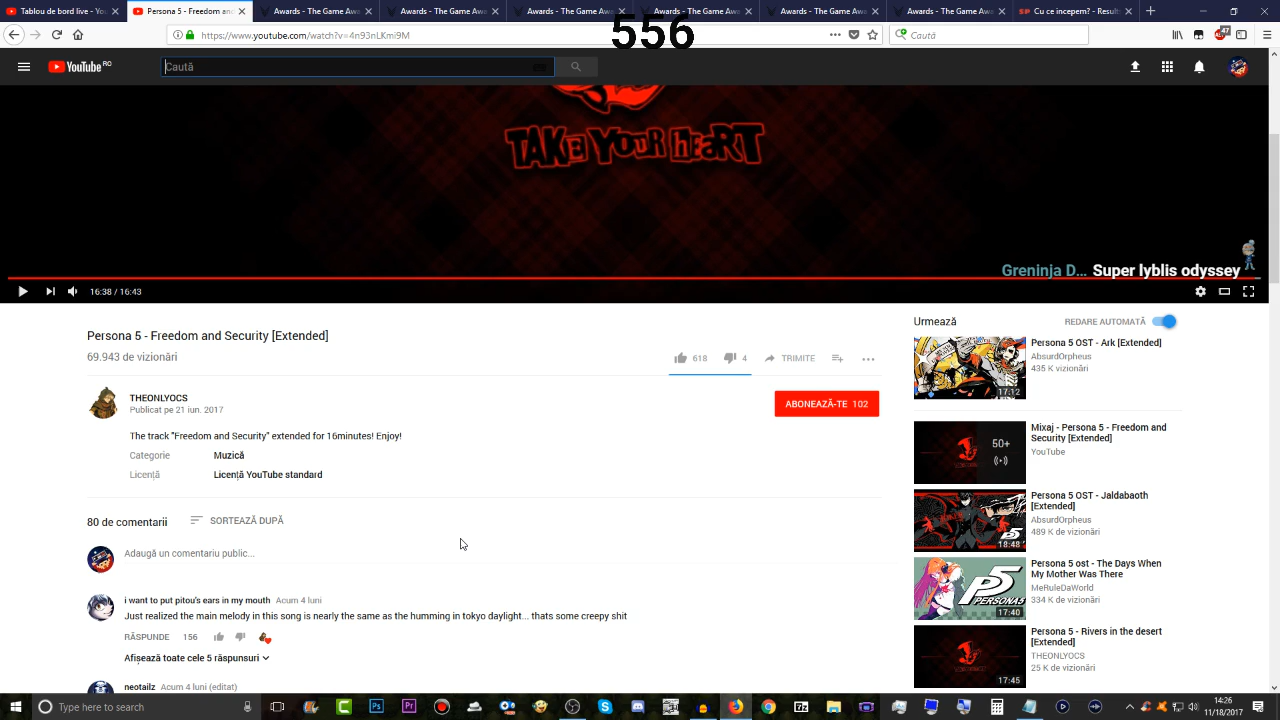 Tablou de bord live - You
Persona 5 - Freedom and S
Awards - The Game Awa
Awards - The Game Awa
Awards - The Game Awa
Awards - The Game Awa
Awards - The Game Awa
Awards - The Game Awa
Cu ce incepem? - Result
556
https://www.youtube.com/watch?v=4n93nLKmi9M
Caută
47
YouTube RO
Caută
TAKE YOUR HEART
Greninja D... Super lyblis odyssey
16:38 / 16:43
Persona 5 - Freedom and Security [Extended]
69.943 de vizionări
618
4
TRIMITE
THEONLYOCS
Publicat pe 21 iun. 2017
ABONEAZĂ-TE 102
The track "Freedom and Security" extended for 16minutes! Enjoy!
Categorie Muzică
Licență Licență YouTube standard
80 de comentarii
SORTEAZĂ DUPĂ
Adaugă un comentariu public...
i want to put pitou's ears in my mouth Acum 4 luni
Just realized the main melody in this song is nearly the same as the humming in tokyo daylight... thats some creepy shit
RĂSPUNDE 156
Afișează toate cele 5 răspunsuri
neotailz Acum 4 luni (editat)
Urmează
REDARE AUTOMATĂ
Persona 5 OST - Ark [Extended]
AbsurdOrpheus
435 K vizionări
17:12
Mixaj - Persona 5 - Freedom and
Security [Extended]
YouTube
50+
Persona 5 OST - Jaldabaoth
[Extended]
AbsurdOrpheus
489 K de vizionări
18:48
Persona 5 ost - The Days When
My Mother Was There
MeRuleDaWorld
334 K de vizionări
17:40
Persona 5 - Rivers in the desert
[Extended]
THEONLYOCS
25 K de vizionări
17:45
Type here to search
14:26
11/18/2017